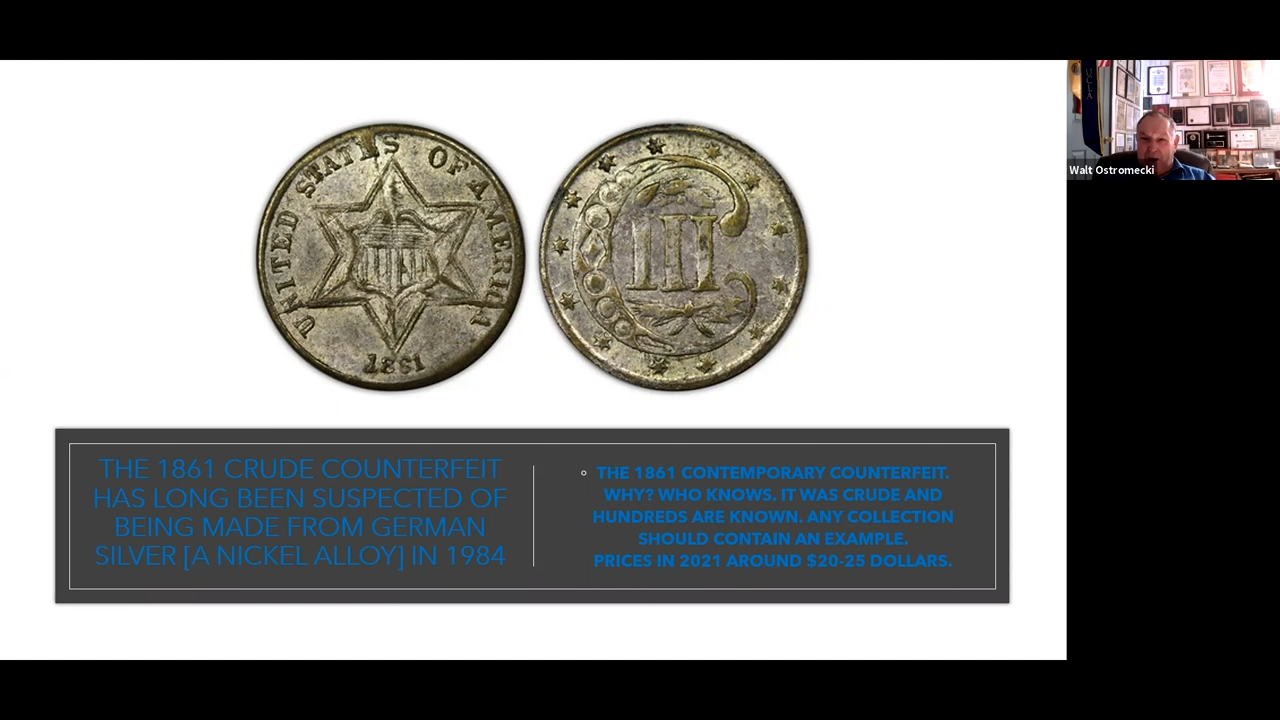 UNITED STATES OF AMERICA
1861
III
UCLA
Walt Ostromecki
THE 1861 CRUDE COUNTERFEIT
HAS LONG BEEN SUSPECTED OF
BEING MADE FROM GERMAN
SILVER [A NICKEL ALLOY] IN 1984
THE 1861 CONTEMPORARY COUNTERFEIT.
WHY? WHO KNOWS. IT WAS CRUDE AND
HUNDREDS ARE KNOWN. ANY COLLECTION
SHOULD CONTAIN AN EXAMPLE.
PRICES IN 2021 AROUND $20-25 DOLLARS.